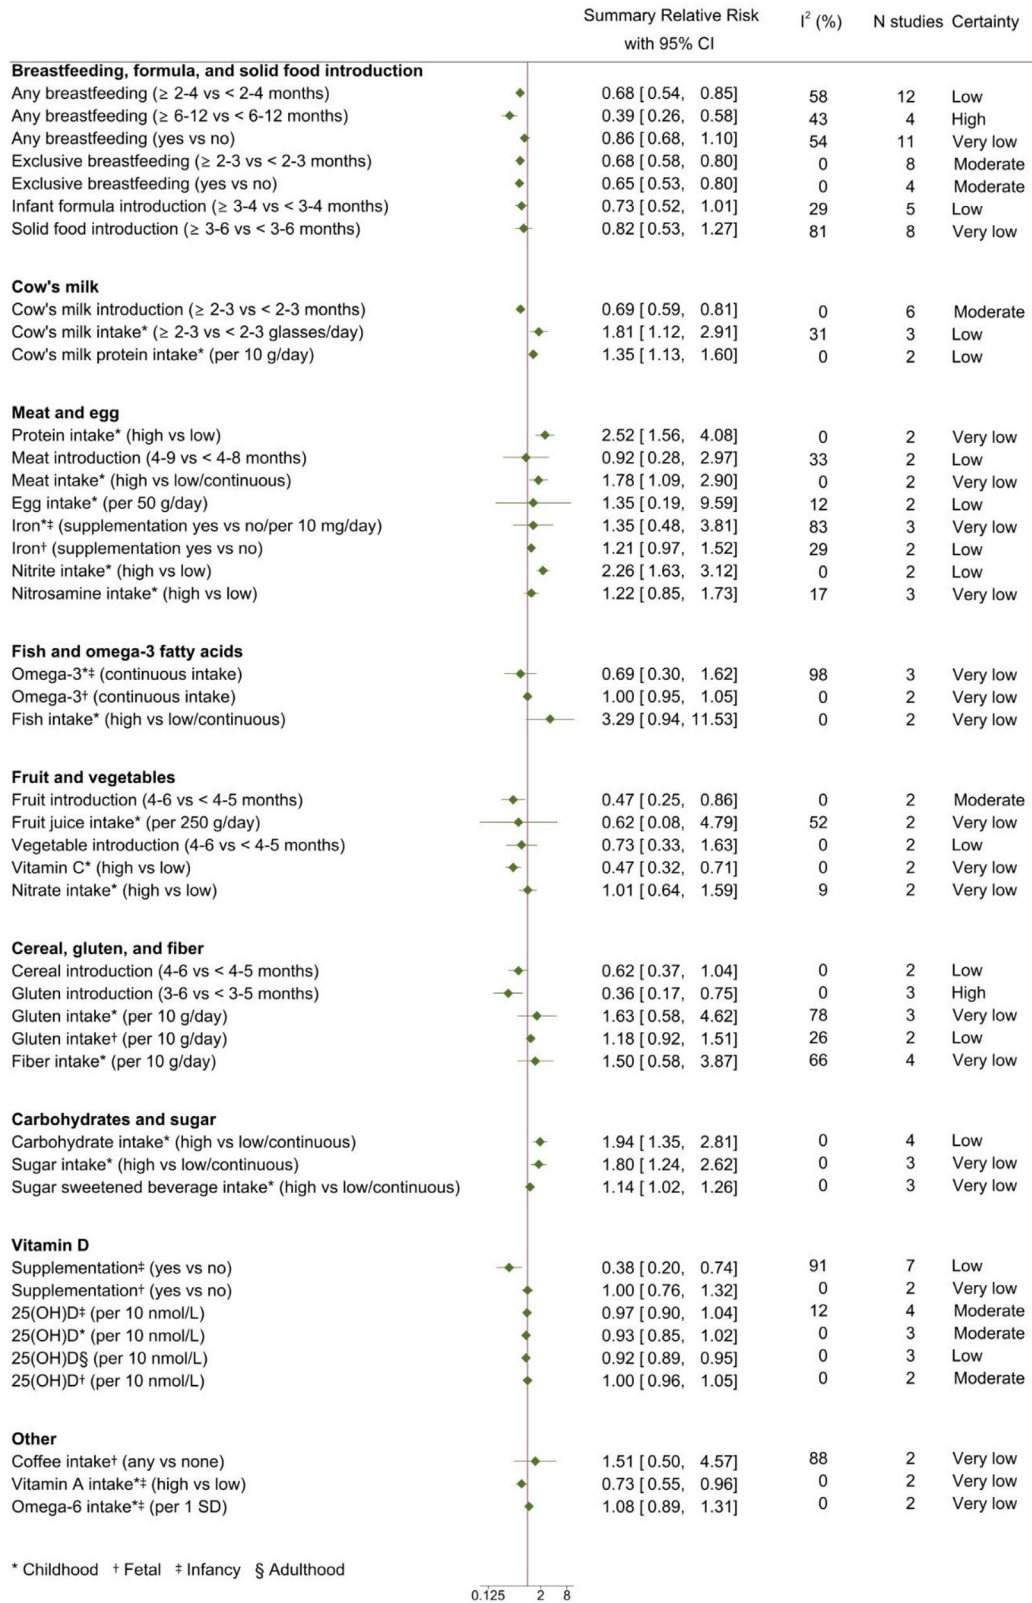 Summary Relative Risk with 95% CI I² (%) N studies Certainty
Breastfeeding, formula, and solid food introduction
Any breastfeeding (≥ 2-4 vs < 2-4 months) 0.68 [ 0.54, 0.85] 58 12 Low
Any breastfeeding (≥ 6-12 vs < 6-12 months) 0.39 [ 0.26, 0.58] 43 4 High
Any breastfeeding (yes vs no) 0.86 [ 0.68, 1.10] 54 11 Very low
Exclusive breastfeeding (≥ 2-3 vs < 2-3 months) 0.68 [ 0.58, 0.80] 0 8 Moderate
Exclusive breastfeeding (yes vs no) 0.65 [ 0.53, 0.80] 0 4 Moderate
Infant formula introduction (≥ 3-4 vs < 3-4 months) 0.73 [ 0.52, 1.01] 29 5 Low
Solid food introduction (≥ 3-6 vs < 3-6 months) 0.82 [ 0.53, 1.27] 81 8 Very low
Cow's milk
Cow's milk introduction (≥ 2-3 vs < 2-3 months) 0.69 [ 0.59, 0.81] 0 6 Moderate
Cow's milk intake* (≥ 2-3 vs < 2-3 glasses/day) 1.81 [ 1.12, 2.91] 31 3 Low
Cow's milk protein intake* (per 10 g/day) 1.35 [ 1.13, 1.60] 0 2 Low
Meat and egg
Protein intake* (high vs low) 2.52 [ 1.56, 4.08] 0 2 Very low
Meat introduction (4-9 vs < 4-8 months) 0.92 [ 0.28, 2.97] 33 2 Low
Meat intake* (high vs low/continuous) 1.78 [ 1.09, 2.90] 0 2 Very low
Egg intake* (per 50 g/day) 1.35 [ 0.19, 9.59] 12 2 Low
Iron*‡ (supplementation yes vs no/per 10 mg/day) 1.35 [ 0.48, 3.81] 83 3 Very low
Iron† (supplementation yes vs no) 1.21 [ 0.97, 1.52] 29 2 Low
Nitrite intake* (high vs low) 2.26 [ 1.63, 3.12] 0 2 Low
Nitrosamine intake* (high vs low) 1.22 [ 0.85, 1.73] 17 3 Very low
Fish and omega-3 fatty acids
Omega-3*‡ (continuous intake) 0.69 [ 0.30, 1.62] 98 3 Very low
Omega-3† (continuous intake) 1.00 [ 0.95, 1.05] 0 2 Very low
Fish intake* (high vs low/continuous) 3.29 [ 0.94, 11.53] 0 2 Very low
Fruit and vegetables
Fruit introduction (4-6 vs < 4-5 months) 0.47 [ 0.25, 0.86] 0 2 Moderate
Fruit juice intake* (per 250 g/day) 0.62 [ 0.08, 4.79] 52 2 Very low
Vegetable introduction (4-6 vs < 4-5 months) 0.73 [ 0.33, 1.63] 0 2 Low
Vitamin C* (high vs low) 0.47 [ 0.32, 0.71] 0 2 Very low
Nitrate intake* (high vs low) 1.01 [ 0.64, 1.59] 9 2 Very low
Cereal, gluten, and fiber
Cereal introduction (4-6 vs < 4-5 months) 0.62 [ 0.37, 1.04] 0 2 Low
Gluten introduction (3-6 vs < 3-5 months) 0.36 [ 0.17, 0.75] 0 3 High
Gluten intake* (per 10 g/day) 1.63 [ 0.58, 4.62] 78 3 Very low
Gluten intake† (per 10 g/day) 1.18 [ 0.92, 1.51] 26 2 Low
Fiber intake* (per 10 g/day) 1.50 [ 0.58, 3.87] 66 4 Very low
Carbohydrates and sugar
Carbohydrate intake* (high vs low/continuous) 1.94 [ 1.35, 2.81] 0 4 Low
Sugar intake* (high vs low/continuous) 1.80 [ 1.24, 2.62] 0 3 Very low
Sugar sweetened beverage intake* (high vs low/continuous) 1.14 [ 1.02, 1.26] 0 3 Very low
Vitamin D
Supplementation‡ (yes vs no) 0.38 [ 0.20, 0.74] 91 7 Low
Supplementation† (yes vs no) 1.00 [ 0.76, 1.32] 0 2 Very low
25(OH)D‡ (per 10 nmol/L) 0.97 [ 0.90, 1.04] 12 4 Moderate
25(OH)D* (per 10 nmol/L) 0.93 [ 0.85, 1.02] 0 3 Moderate
25(OH)D§ (per 10 nmol/L) 0.92 [ 0.89, 0.95] 0 3 Low
25(OH)D† (per 10 nmol/L) 1.00 [ 0.96, 1.05] 0 2 Moderate
Other
Coffee intake† (any vs none) 1.51 [ 0.50, 4.57] 88 2 Very low
Vitamin A intake*‡ (high vs low) 0.73 [ 0.55, 0.96] 0 2 Very low
Omega-6 intake*‡ (per 1 SD) 1.08 [ 0.89, 1.31] 0 2 Very low
* Childhood † Fetal ‡ Infancy § Adulthood
0.125 2 8